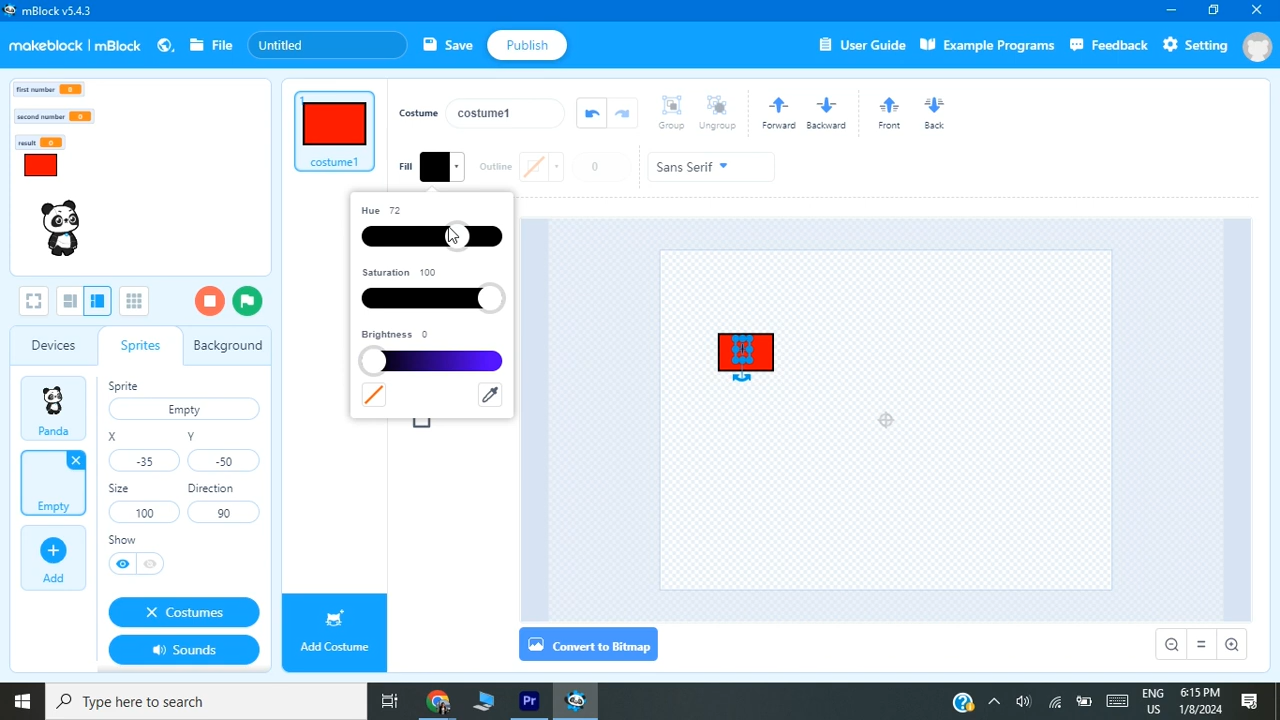 mBlock v5.4.3
makeblock | mBlock
File
Untitled
Save
Publish
User Guide
Example Programs
Feedback
Setting
first number 0
second number 0
result 0
1
costume1
Costume
costume1
Group
Ungroup
Forward
Backward
Front
Back
Fill
Outline
0
Sans Serif
Hue 72
Saturation 100
Brightness 0
Devices
Sprites
Background
Panda
Empty
Add
Sprite
Empty
X
Y
-35
-50
Size
Direction
100
90
Show
Costumes
Sounds
Add Costume
Convert to Bitmap
Type here to search
Pr
ENG
US
6:15 PM
1/8/2024